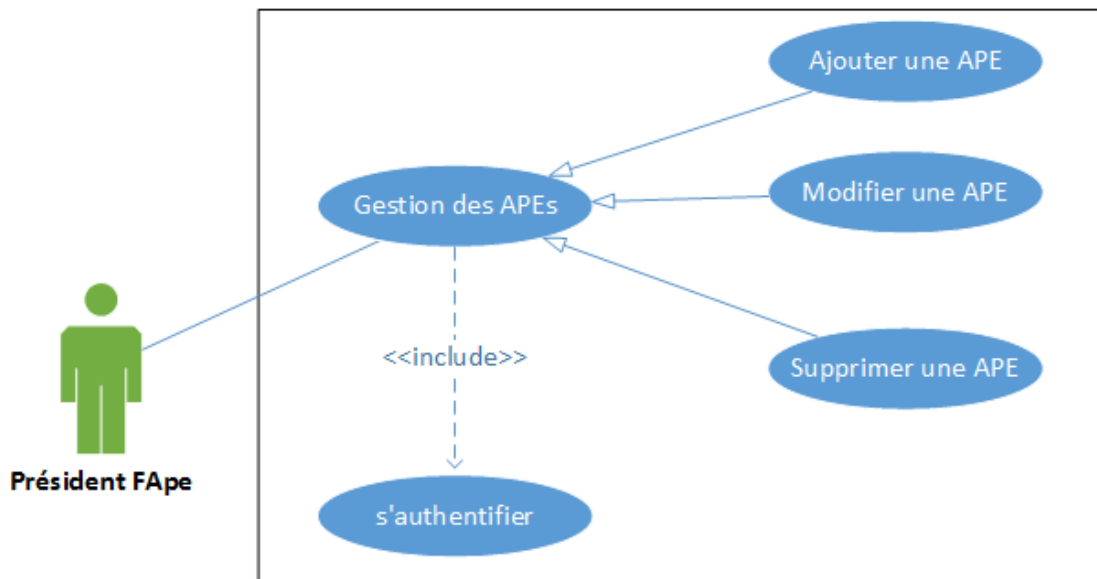 Ajouter une APE
Modifier une APE
Gestion des APEs
<<include>>
Supprimer une APE
Président FApe
s'authentifier